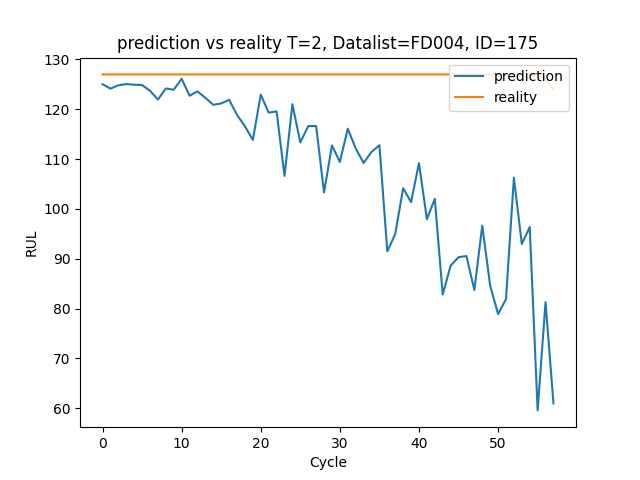 prediction vs reality T=2, Datalist=FD004, ID=175
130
120
110
100
90
80
70
60
RUL
prediction
reality
0 10 20 30 40 50
Cycle